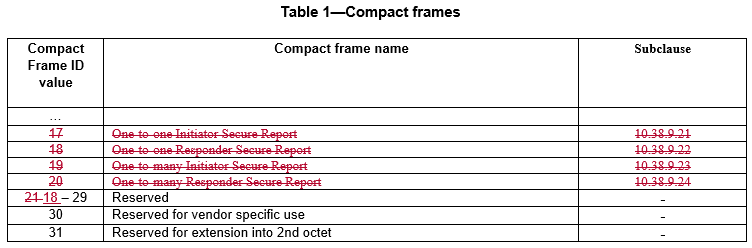 Table 1—Compact frames
Compact Frame ID value Compact frame name Subclause
...
17 One-to-one Initiator Secure Report 10.38.9.21
18 One-to-one Responder Secure Report 10.38.9.22
19 One-to-many Initiator Secure Report 10.38.9.23
20 One-to-many Responder Secure Report 10.38.9.24
21 18 – 29 Reserved -
30 Reserved for vendor specific use -
31 Reserved for extension into 2nd octet -